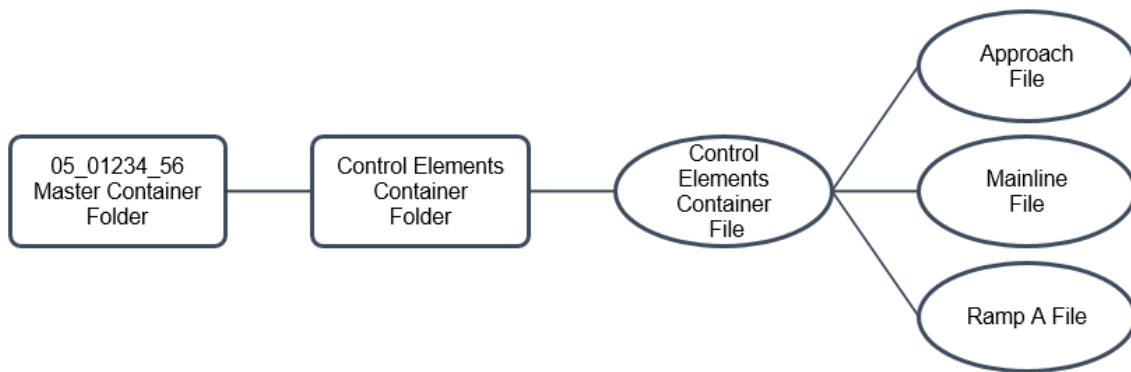 05_01234_56
Master Container
Folder
Control Elements
Container
Folder
Control
Elements
Container
File
Approach
File
Mainline
File
Ramp A File